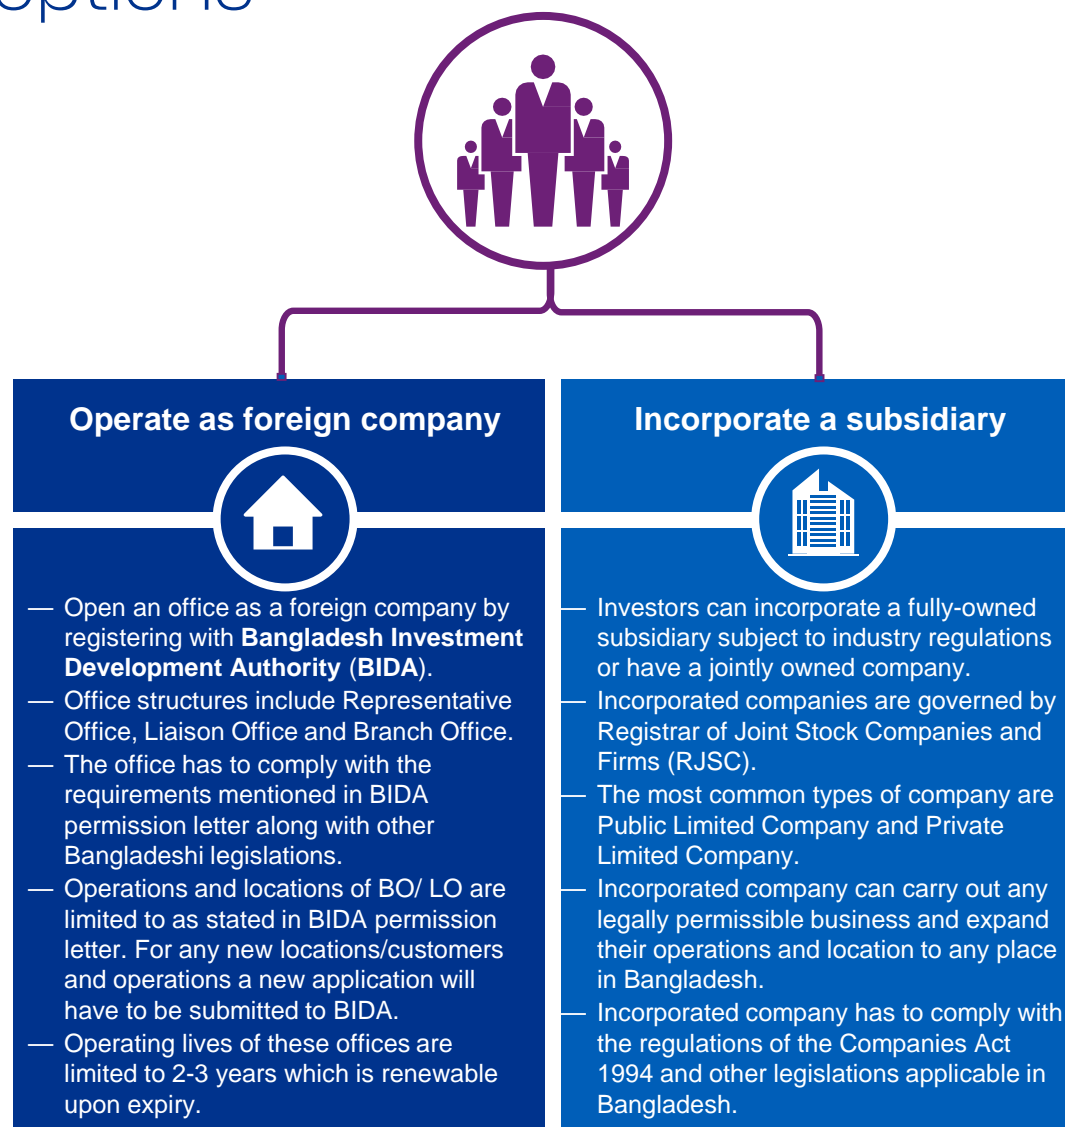 options
Operate as foreign company
— Open an office as a foreign company by
registering with Bangladesh Investment
Development Authority (BIDA).
— Office structures include Representative
Office, Liaison Office and Branch Office.
— The office has to comply with the
requirements mentioned in BIDA
permission letter along with other
Bangladeshi legislations.
— Operations and locations of BO/ LO are
limited to as stated in BIDA permission
letter. For any new locations/customers
and operations a new application will
have to be submitted to BIDA.
— Operating lives of these offices are
limited to 2-3 years which is renewable
upon expiry.
Incorporate a subsidiary
— Investors can incorporate a fully-owned
subsidiary subject to industry regulations
or have a jointly owned company.
— Incorporated companies are governed by
Registrar of Joint Stock Companies and
Firms (RJSC).
— The most common types of company are
Public Limited Company and Private
Limited Company.
— Incorporated company can carry out any
legally permissible business and expand
their operations and location to any place
in Bangladesh.
— Incorporated company has to comply with
the regulations of the Companies Act
1994 and other legislations applicable in
Bangladesh.